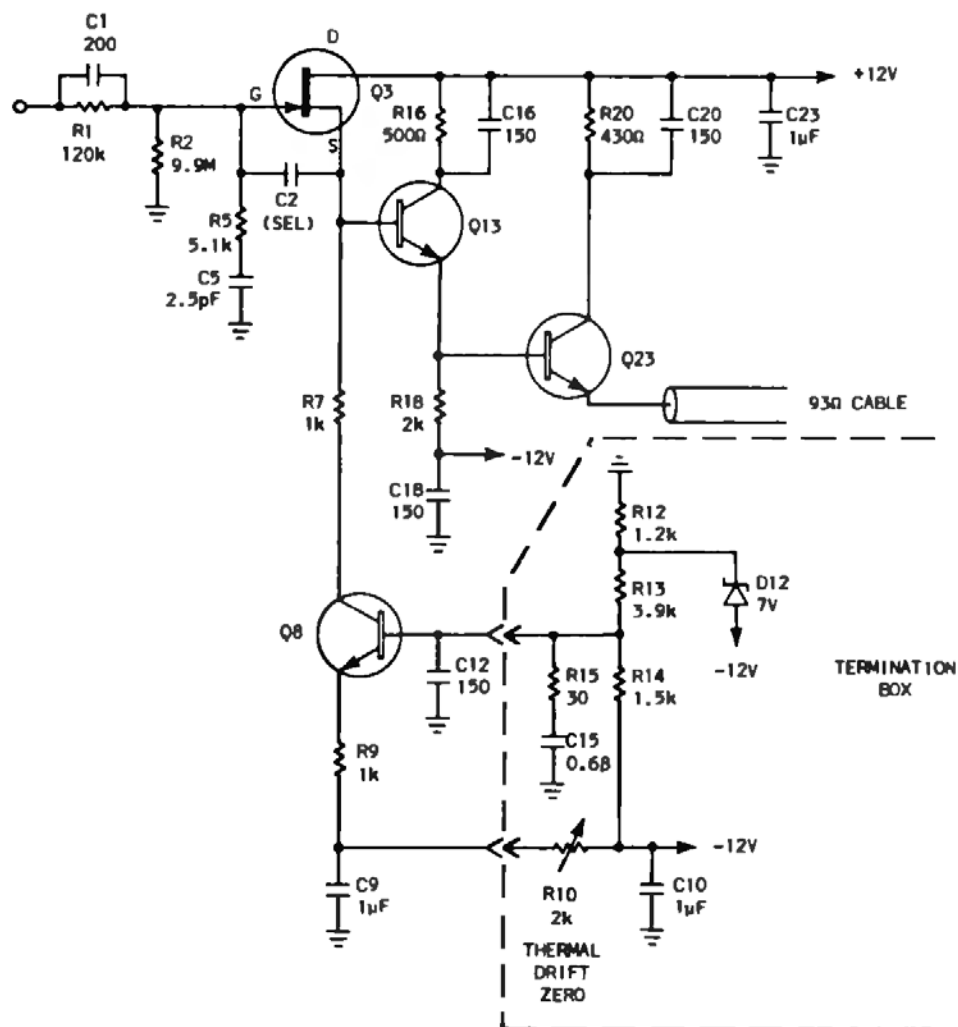 C1
200
R1
120k
R2
9.9M
G
D
S
Q3
C2
(SEL)
R5
5.1k
C5
2.5pF
R16
500Ω
C16
150
R20
430Ω
C20
150
C23
1µF
+12V
Q13
Q23
93Ω CABLE
R7
1k
R18
2k
-12V
C18
150
R12
1.2k
R13
3.9k
D12
7V
-12V
Q8
C12
150
R15
30
R14
1.5k
TERMINATION
BOX
C15
0.68
R9
1k
-12V
C9
1µF
R10
2k
C10
1µF
THERMAL
DRIFT
ZERO